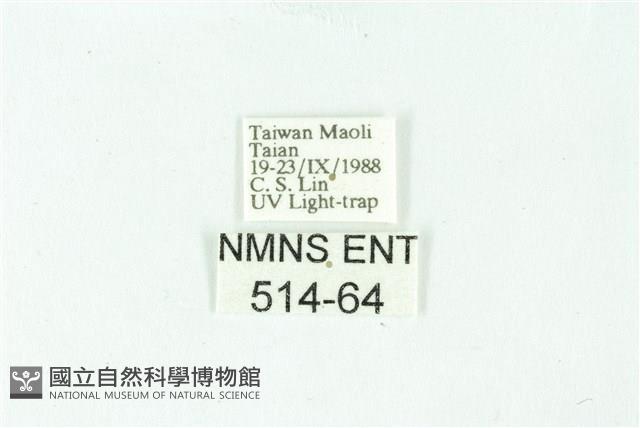 Taiwan Maoli
Taian
19-23/IX/1988
C. S. Lin
UV Light-trap
NMNS ENT
514-64
國立自然科學博物館
NATIONAL MUSEUM OF NATURAL SCIENCE